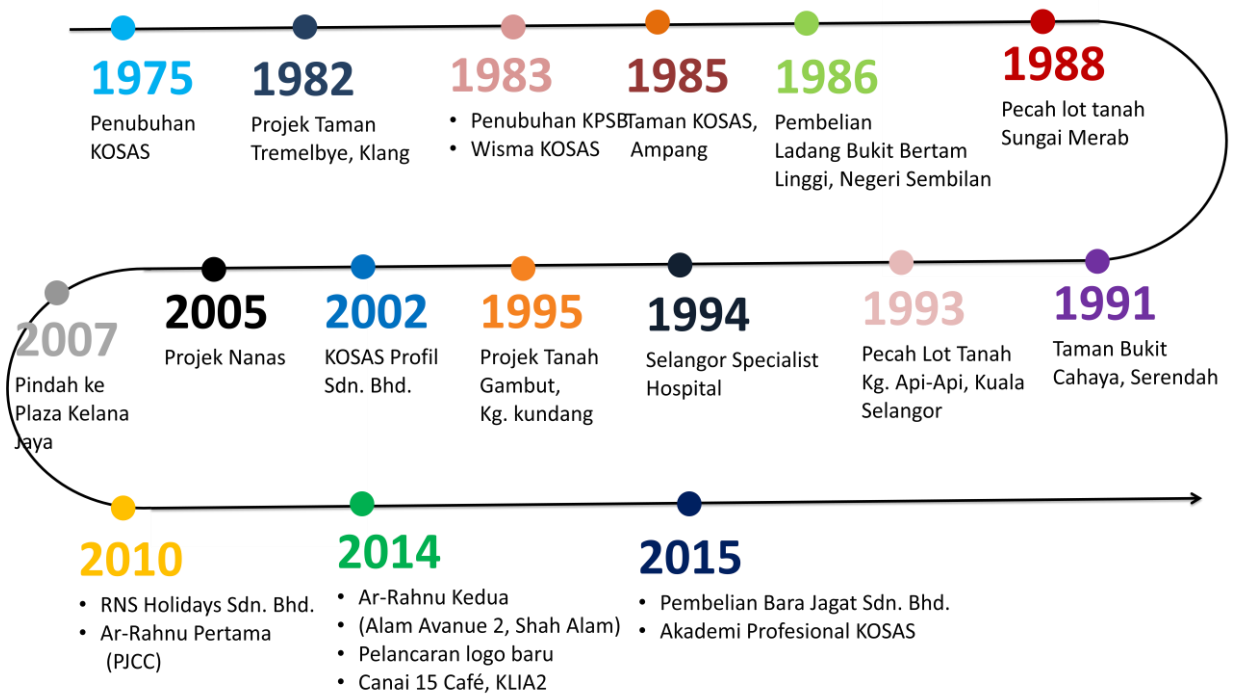 1975
Penubuhan
KOSAS
1982
Projek Taman
Tremelbye, Klang
1983
• Penubuhan KPSB
• Wisma KOSAS
1985
Taman KOSAS,
Ampang
1986
Pembelian
Ladang Bukit Bertam
Linggi, Negeri Sembilan
1988
Pecah lot tanah
Sungai Merab
1991
Taman Bukit
Cahaya, Serendah
1993
Pecah Lot Tanah
Kg. Api-Api, Kuala
Selangor
1994
Selangor Specialist
Hospital
1995
Projek Tanah
Gambut,
Kg. kundang
2002
KOSAS Profil
Sdn. Bhd.
2005
Projek Nanas
2007
Pindah ke
Plaza Kelana
Jaya
2010
• RNS Holidays Sdn. Bhd.
• Ar-Rahnu Pertama
(PJCC)
2014
• Ar-Rahnu Kedua
• (Alam Avanue 2, Shah Alam)
• Pelancaran logo baru
• Canai 15 Café, KLIA2
2015
• Pembelian Bara Jagat Sdn. Bhd.
• Akademi Profesional KOSAS